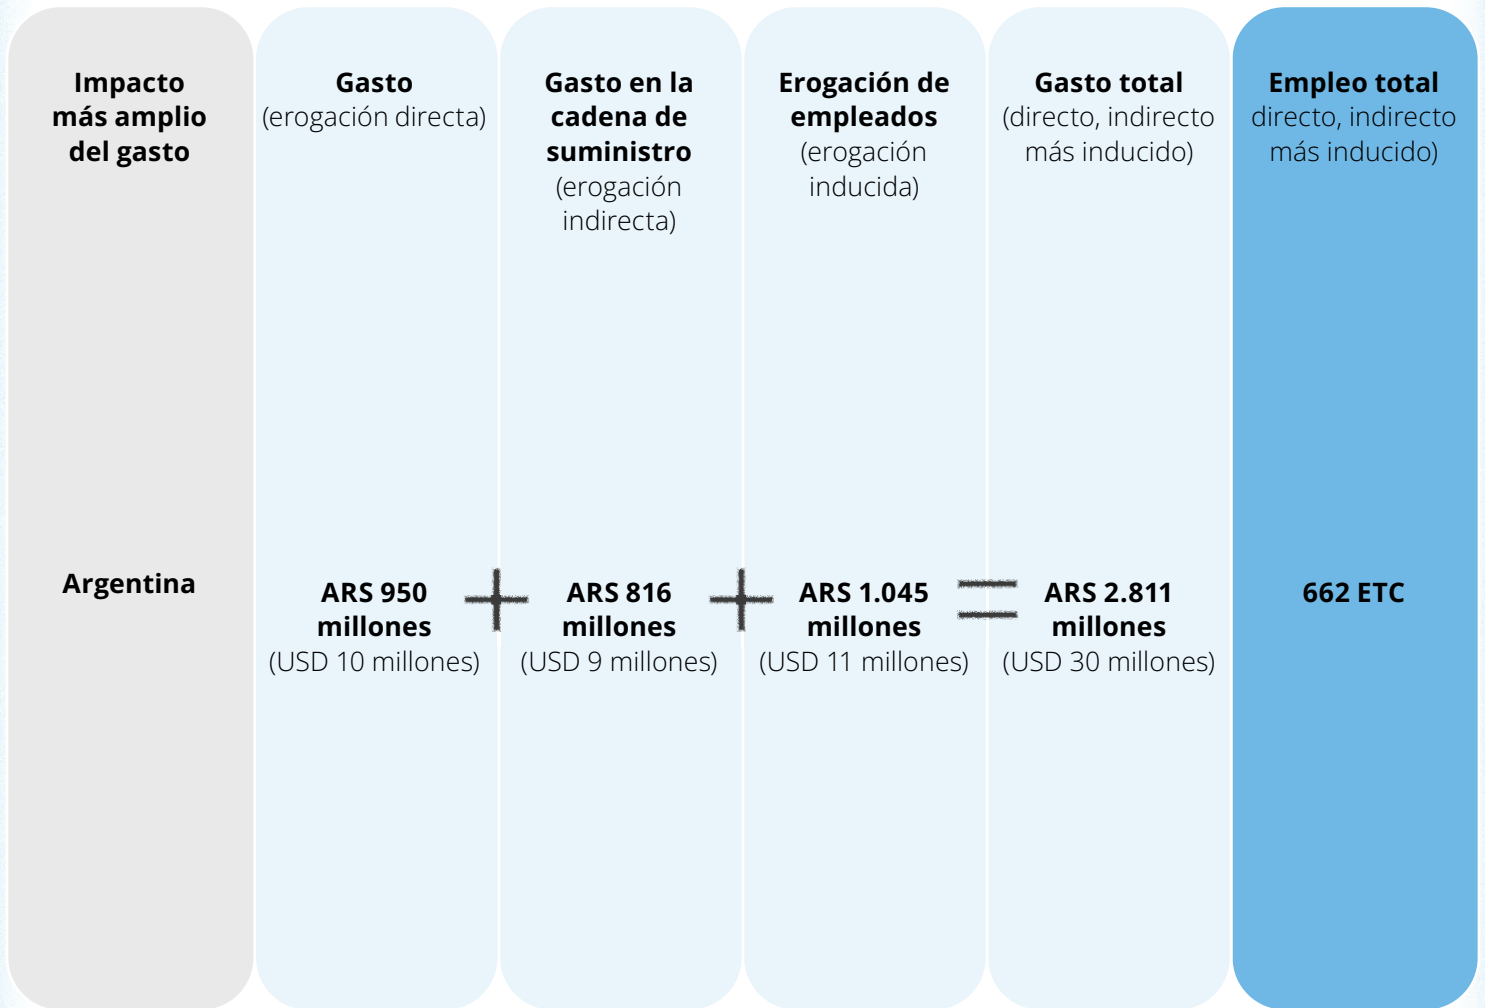 Impacto
más amplio
del gasto
Gasto
(erogación directa)
Gasto en la
cadena de
suministro
(erogación
indirecta)
Erogación de
empleados
(erogación
inducida)
Gasto total
(directo, indirecto
más inducido)
Empleo total
directo, indirecto
más inducido)
Argentina
ARS 950
millones
(USD 10 millones)
+
ARS 816
millones
(USD 9 millones)
+
ARS 1.045
millones
(USD 11 millones)
=
ARS 2.811
millones
(USD 30 millones)
662 ETC